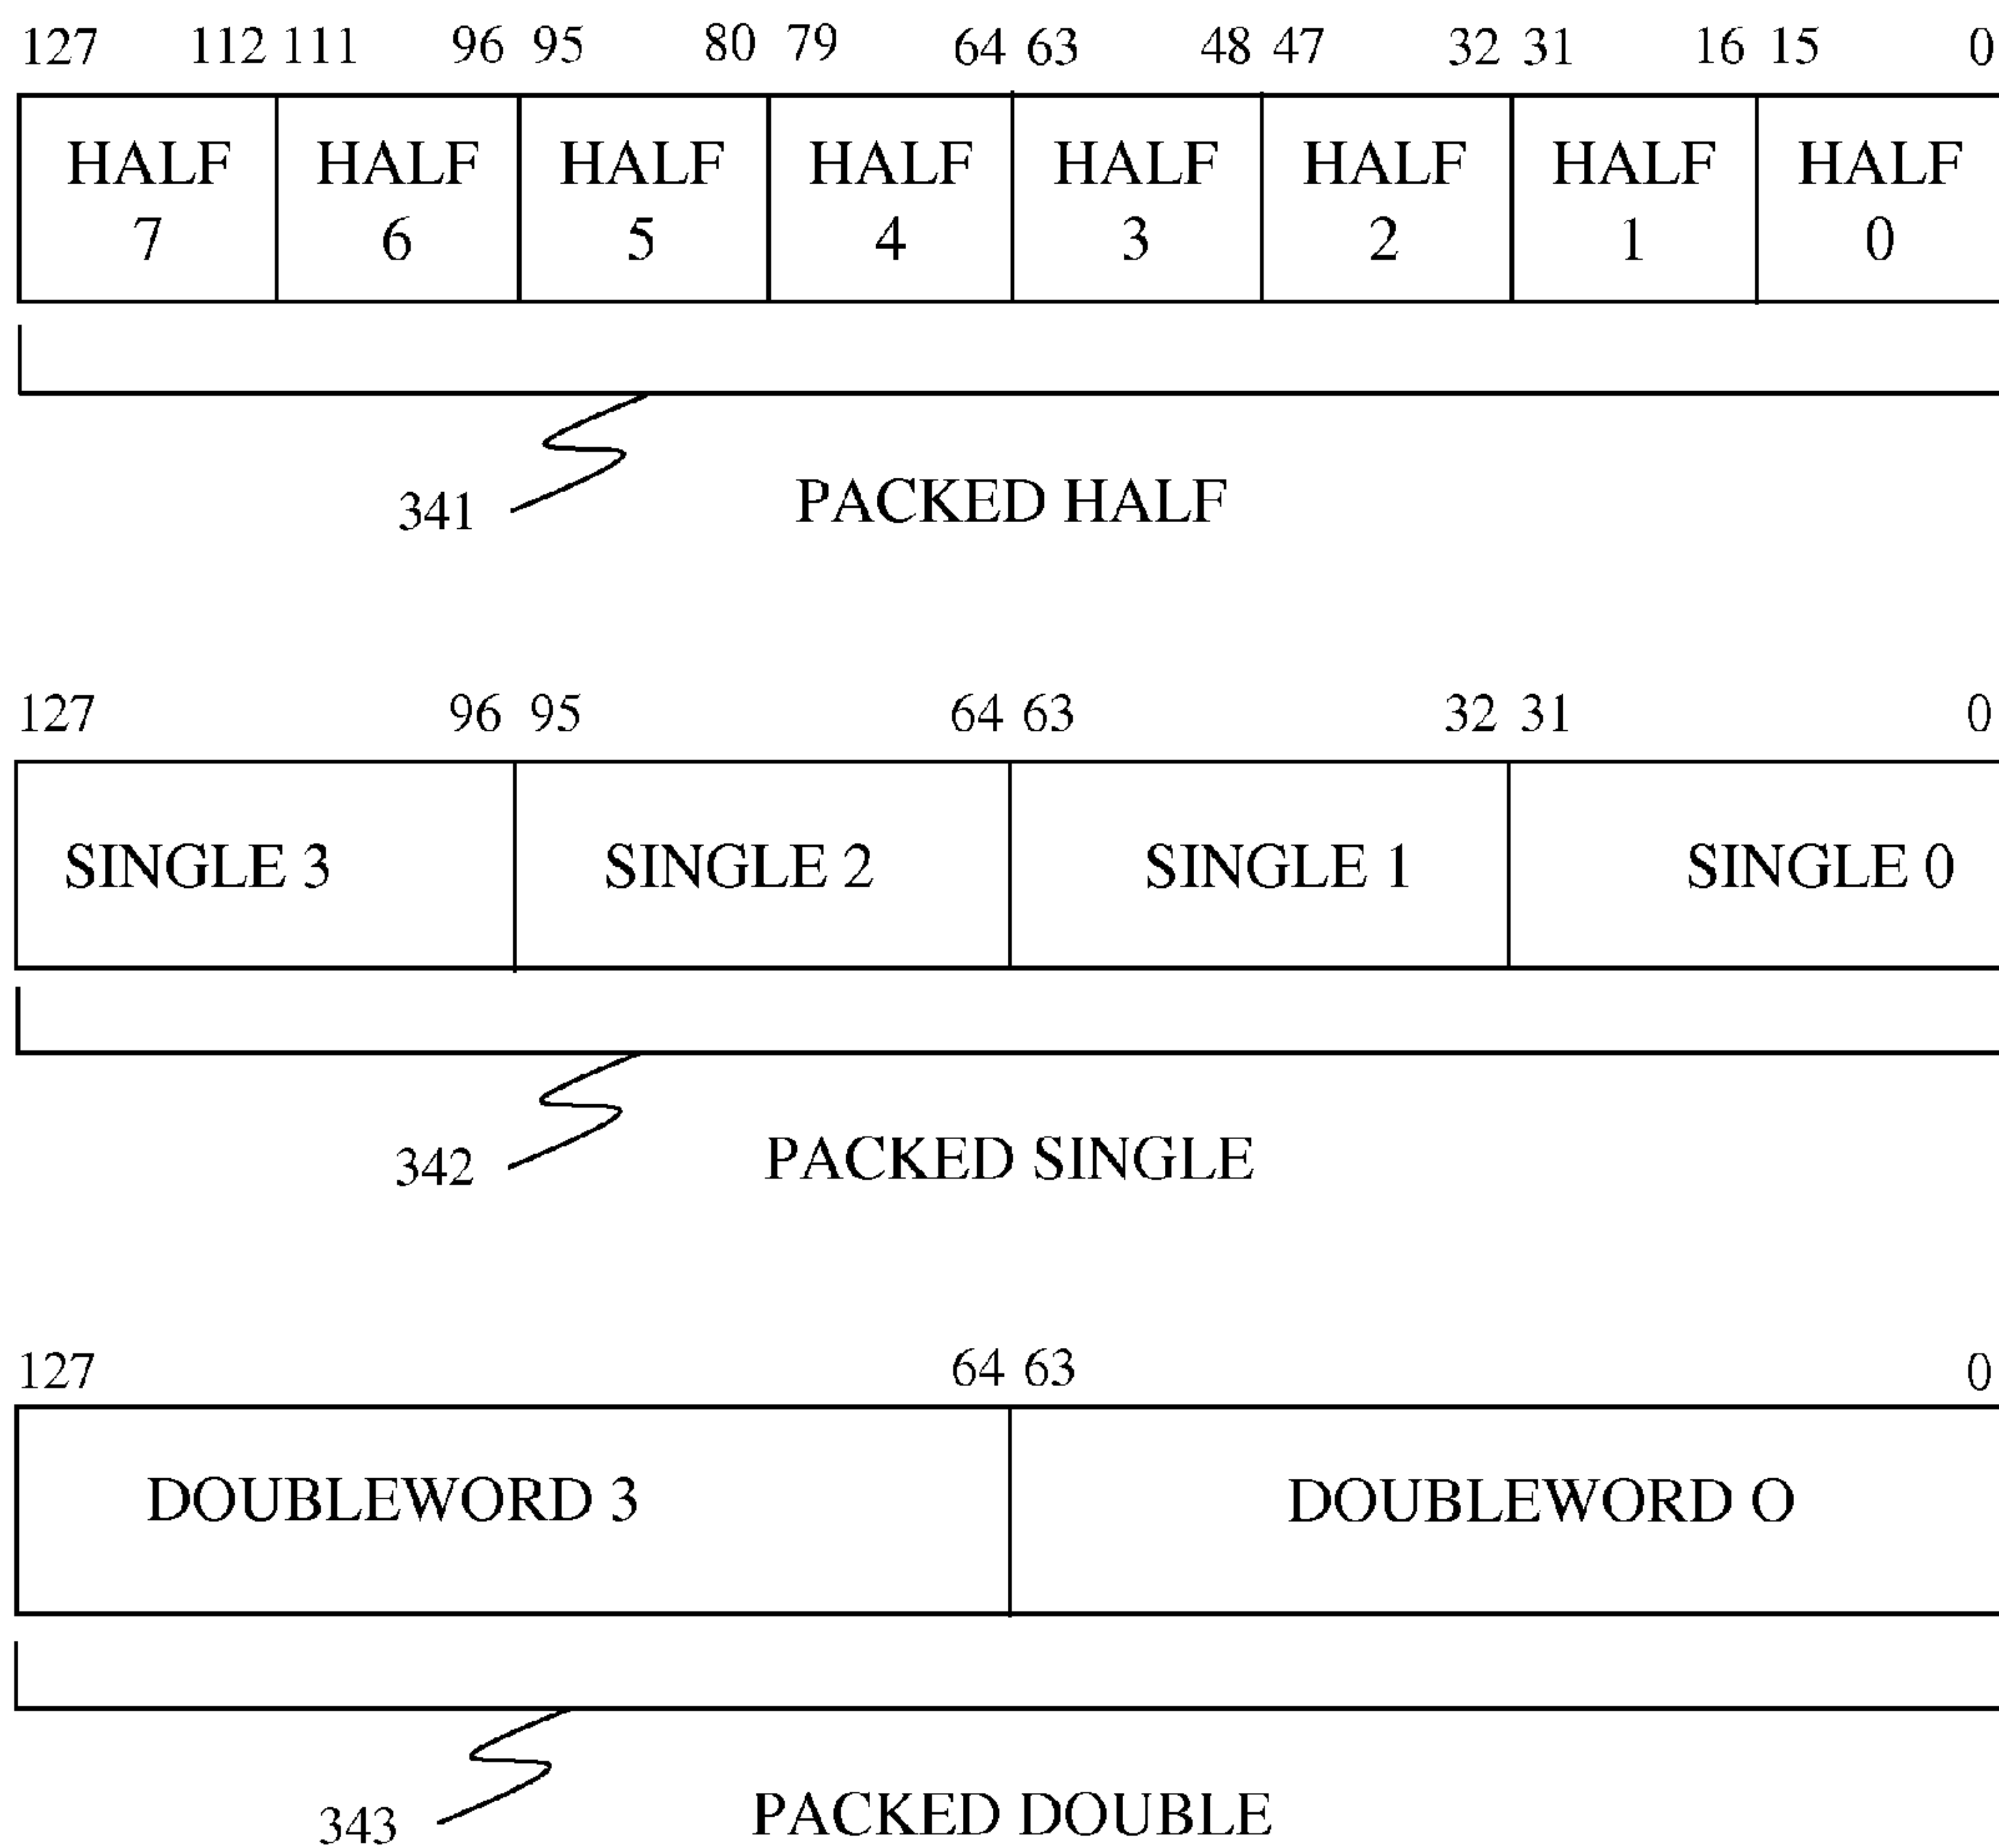 127 112 111 96 95 80 79 64 63 48 47 32 31 16 15 0
HALF HALF HALF HALF HALF HALF HALF HALF
7 6 5 4 3 2 1 0
341 PACKED HALF
127 96 95 64 63 32 31 0
SINGLE 3 SINGLE 2 SINGLE 1 SINGLE 0
342 PACKED SINGLE
127 64 63 0
DOUBLEWORD 3 DOUBLEWORD O
343 PACKED DOUBLE